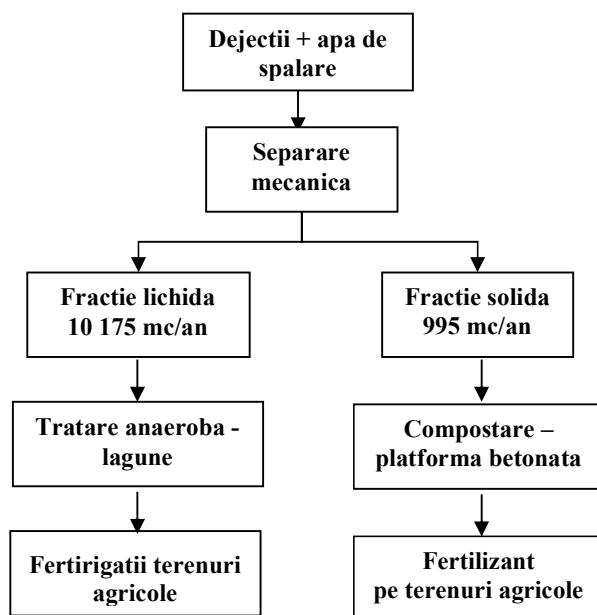 Dejectii + apa de
spalare
Separare
mecanica
Fractie lichida
10 175 mc/an
Fractie solida
995 mc/an
Tratare anaeroba -
lagune
Compostare –
platforma betonata
Fertirigatii terenuri
agricole
Fertilizant
pe terenuri agricole